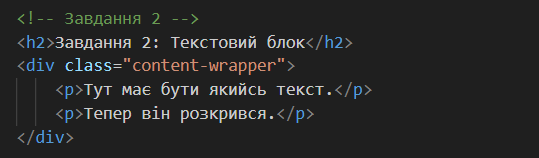 <!-- Завдання 2 -->
<h2>Завдання 2: Текстовий блок</h2>
<div class="content-wrapper">
<p>Тут має бути якийсь текст.</p>
<p>Тепер він розкрився.</p>
</div>